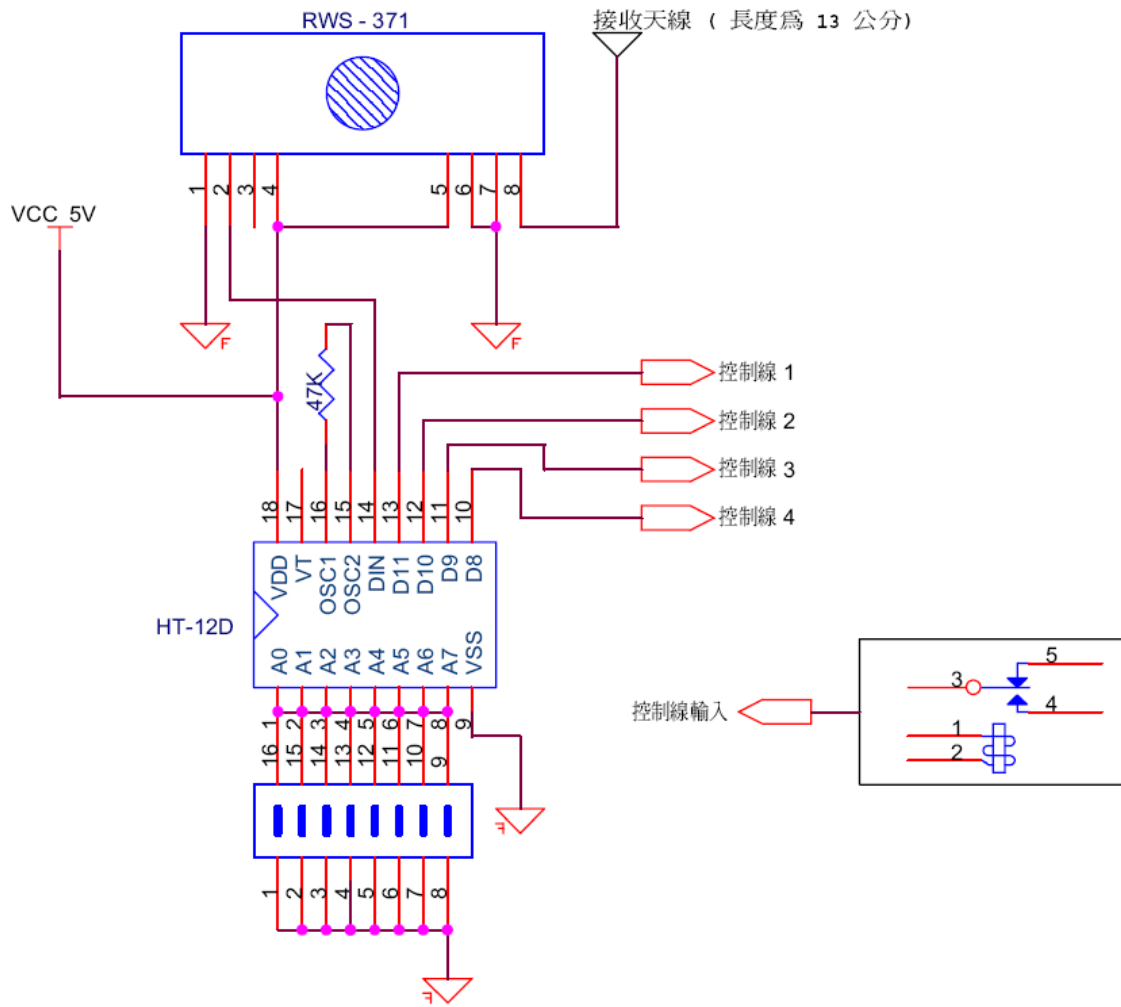 RWS - 371
接收天線 ( 長度爲 13 公分)
1 2 3 4 5 6 7 8
VCC 5V
F
F
47K
控制線 1
控制線 2
控制線 3
控制線 4
18 17 16 15 14 13 12 11 10
VDD VT OSC1 OSC2 DIN D11 D10 D9 D8
HT-12D
A0 A1 A2 A3 A4 A5 A6 A7 VSS
1 2 3 4 5 6 7 8 9
16 15 14 13 12 11 10 9
F
1 2 3 4 5 6 7 8
F
控制線輸入
5
3
4
1
2